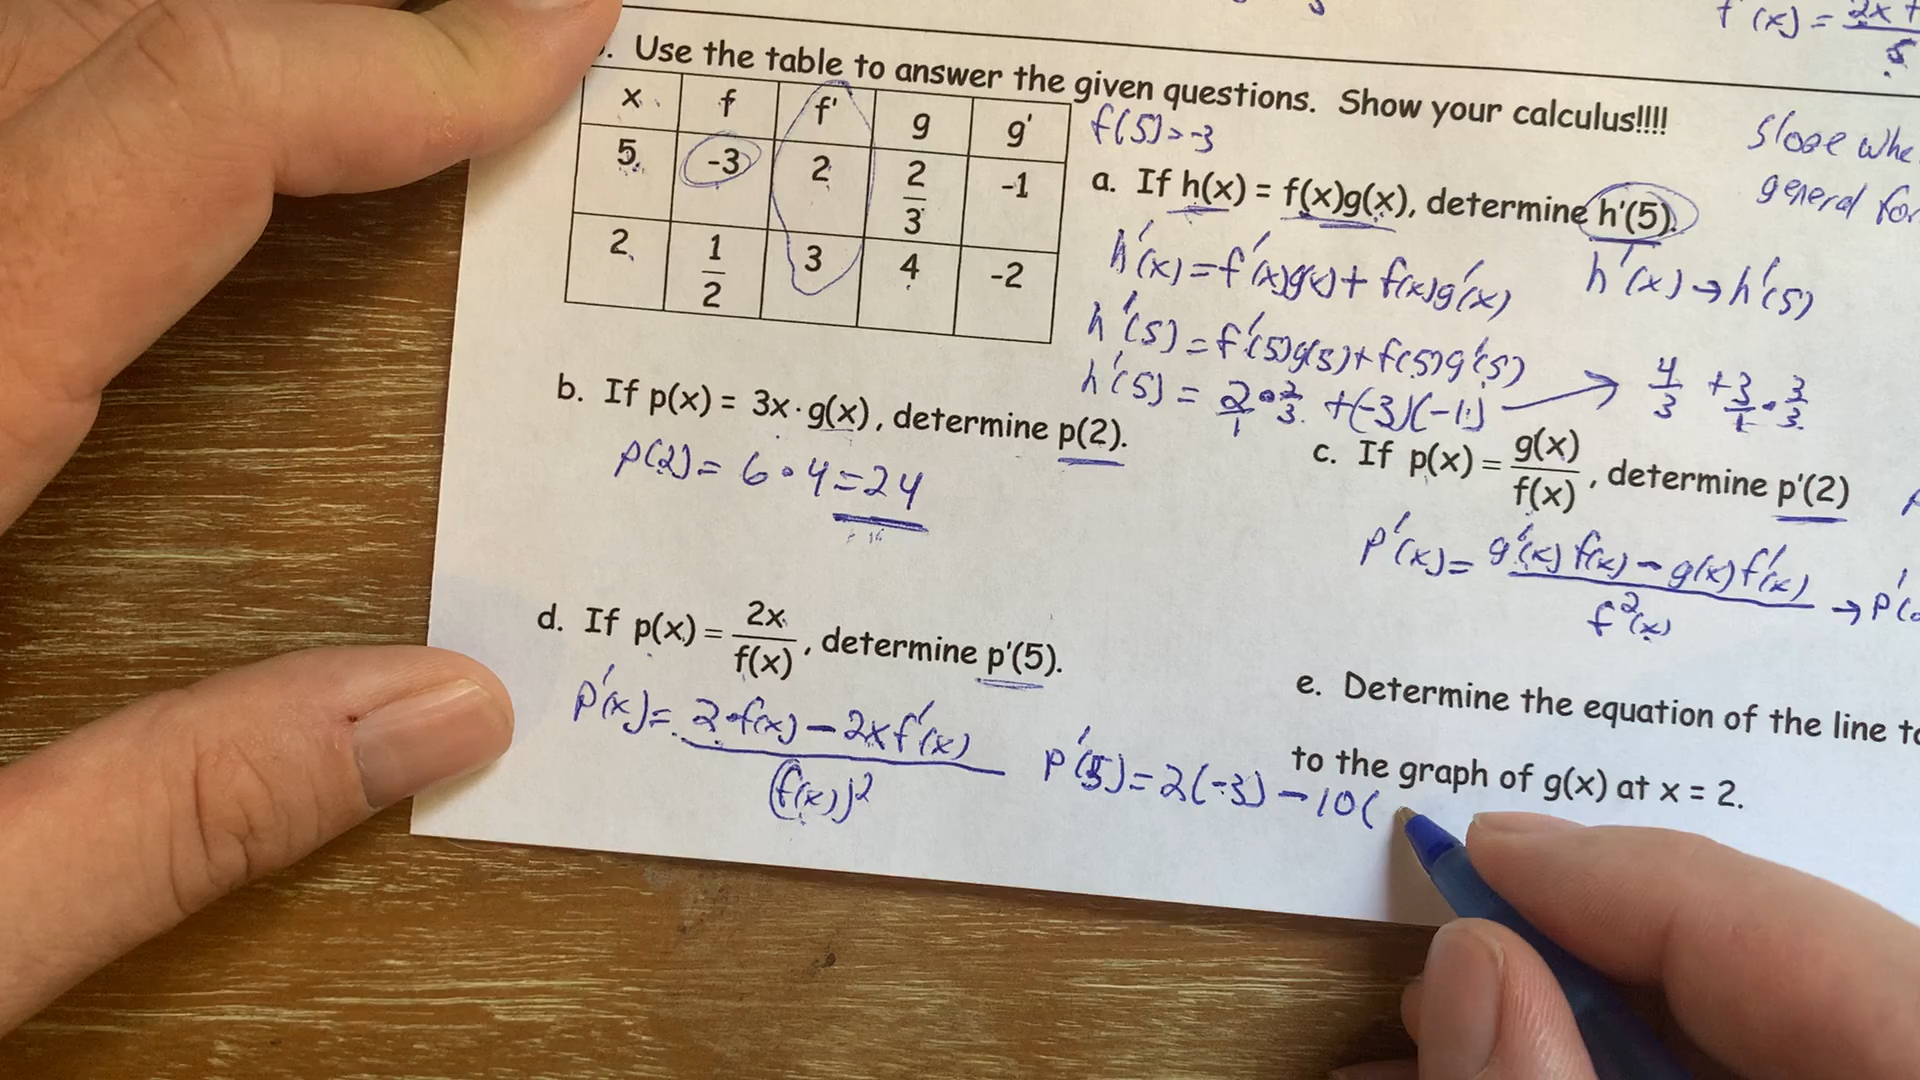 f'(x) = 2x +
5
. Use the table to answer the given questions. Show your calculus!!!!
x f f' g g'
5 -3 2 2/3 -1
2 1/2 3 4 -2
f(5) = -3
Slope
general
a. If h(x) = f(x)g(x), determine h'(5).
h'(x) = f'(x)g(x) + f(x)g'(x)
h'(x) → h'(5)
h'(5) = f'(5)g(5) + f(5)g'(5)
h'(5) = 2/1 • 2/3 + (-3)(-1) → 4/3 + 3/1 • 3/3
b. If p(x) = 3x · g(x), determine p(2).
p(2) = 6 • 4 = 24
c. If p(x) = g(x)/f(x), determine p'(2)
p'(x) = g'(x) f(x) - g(x) f'(x) / f²(x) → p'(
d. If p(x) = 2x/f(x), determine p'(5).
p'(x) = 2•f(x) - 2x f'(x) / (f(x))²
p'(5) = 2(-3) - 10(
e. Determine the equation of the line
to the graph of g(x) at x = 2.